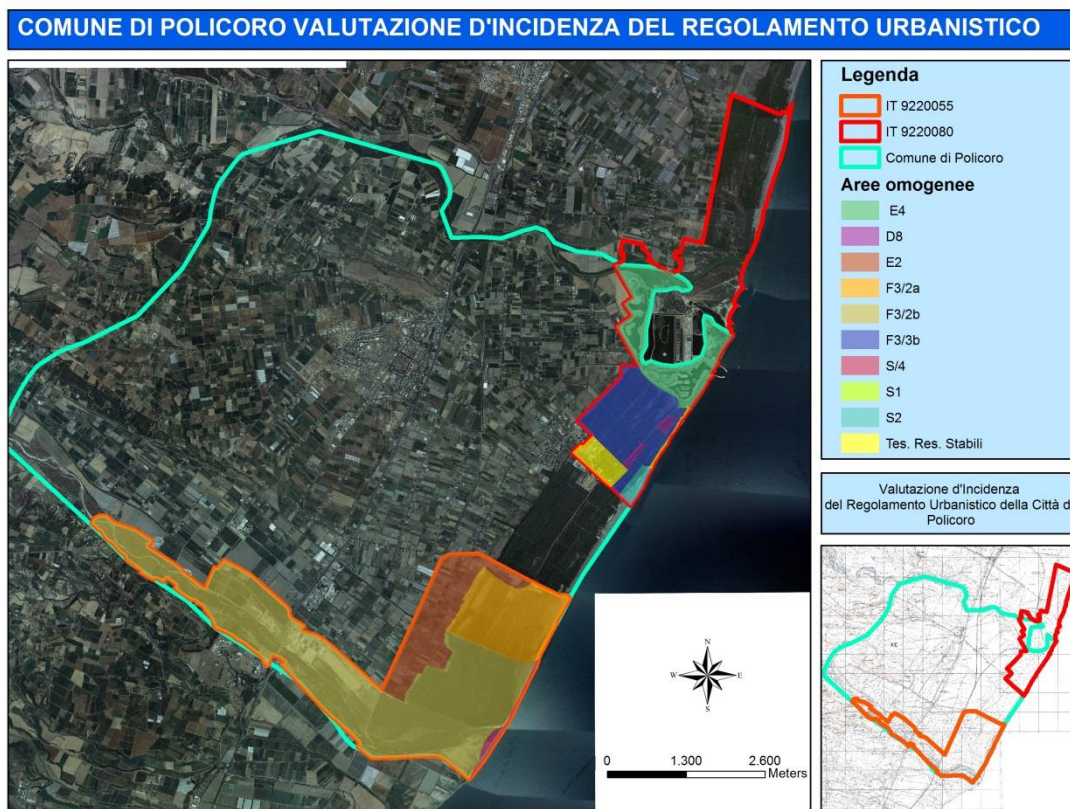 COMUNE DI POLICORO VALUTAZIONE D'INCIDENZA DEL REGOLAMENTO URBANISTICO
Legenda
IT 9220055
IT 9220080
Comune di Policoro
Aree omogenee
E4
D8
E2
F3/2a
F3/2b
F3/3b
S/4
S1
S2
Tes. Res. Stabili
Valutazione d'Incidenza
del Regolamento Urbanistico della Città d
Policoro
N
W E
S
0 1.300 2.600
Meters